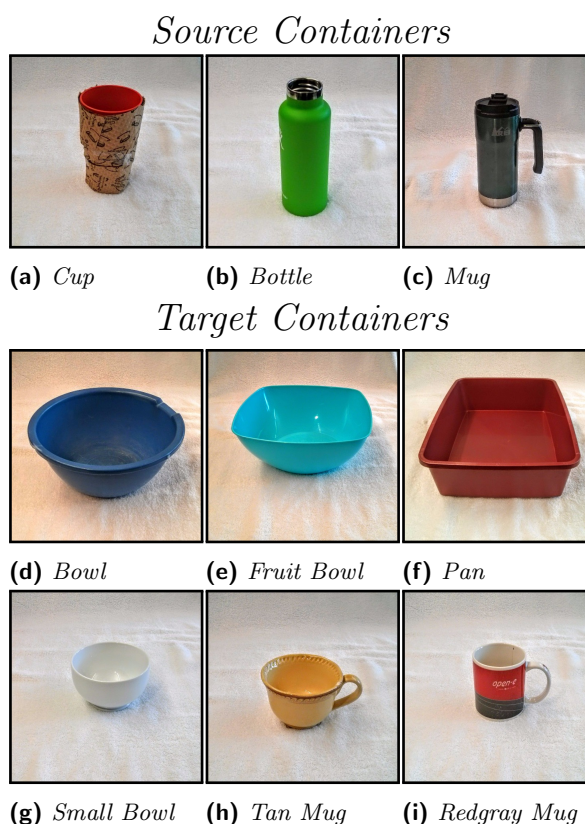 Source Containers
(a) Cup
(b) Bottle
(c) Mug
Target Containers
(d) Bowl
(e) Fruit Bowl
(f) Pan
open-e
(g) Small Bowl
(h) Tan Mug
(i) Redgray Mug